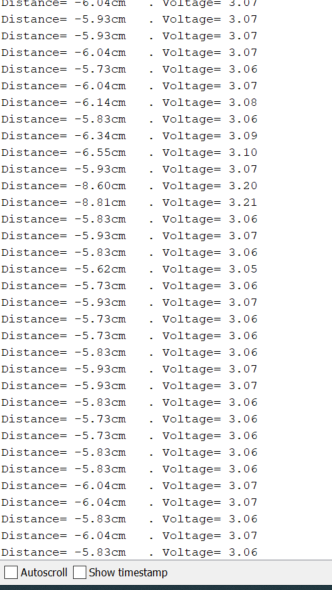 Distance= -6.04cm . Voltage= 3.07
Distance= -5.93cm . Voltage= 3.07
Distance= -5.93cm . Voltage= 3.07
Distance= -6.04cm . Voltage= 3.07
Distance= -5.73cm . Voltage= 3.06
Distance= -6.04cm . Voltage= 3.07
Distance= -6.14cm . Voltage= 3.08
Distance= -5.83cm . Voltage= 3.06
Distance= -6.34cm . Voltage= 3.09
Distance= -6.55cm . Voltage= 3.10
Distance= -5.93cm . Voltage= 3.07
Distance= -8.60cm . Voltage= 3.20
Distance= -8.81cm . Voltage= 3.21
Distance= -5.83cm . Voltage= 3.06
Distance= -5.93cm . Voltage= 3.07
Distance= -5.83cm . Voltage= 3.06
Distance= -5.62cm . Voltage= 3.05
Distance= -5.73cm . Voltage= 3.06
Distance= -5.93cm . Voltage= 3.07
Distance= -5.73cm . Voltage= 3.06
Distance= -5.73cm . Voltage= 3.06
Distance= -5.83cm . Voltage= 3.06
Distance= -5.93cm . Voltage= 3.07
Distance= -5.93cm . Voltage= 3.07
Distance= -5.83cm . Voltage= 3.06
Distance= -5.73cm . Voltage= 3.06
Distance= -5.73cm . Voltage= 3.06
Distance= -5.83cm . Voltage= 3.06
Distance= -5.83cm . Voltage= 3.06
Distance= -6.04cm . Voltage= 3.07
Distance= -6.04cm . Voltage= 3.07
Distance= -5.83cm . Voltage= 3.06
Distance= -6.04cm . Voltage= 3.07
Distance= -5.83cm . Voltage= 3.06
Autoscroll Show timestamp